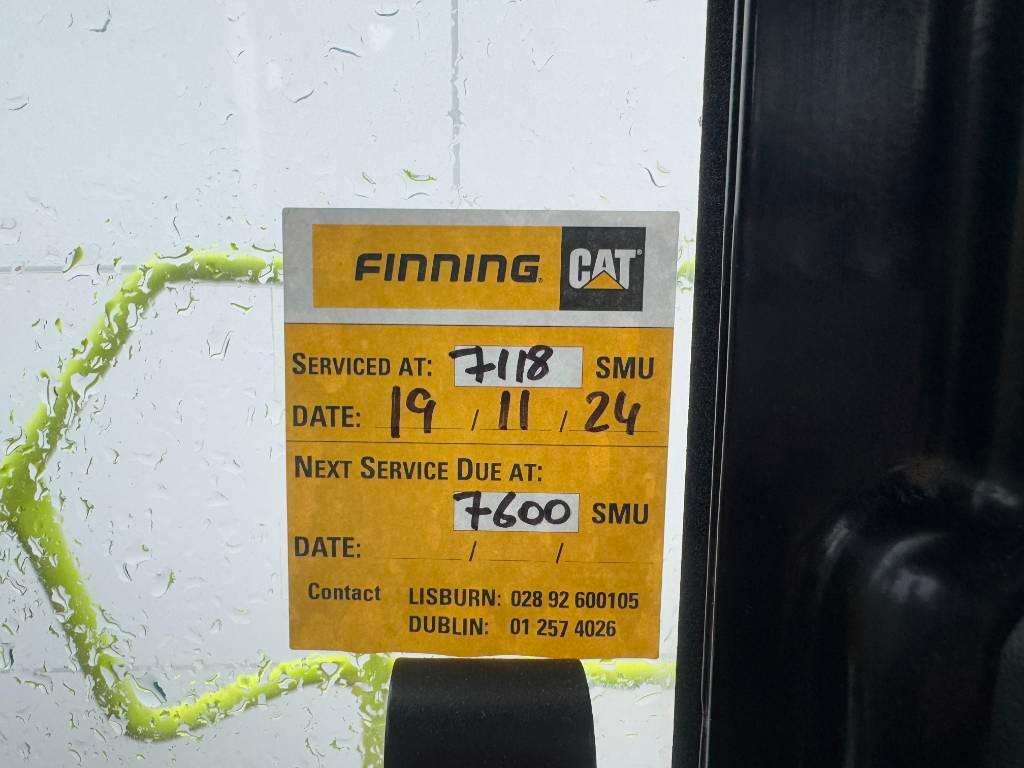 FINNING. CAT
SERVICED AT: 7118 SMU
DATE: 19 / 11 / 24
NEXT SERVICE DUE AT:
7600 SMU
DATE: / /
Contact LISBURN: 028 92 600105
DUBLIN: 01 257 4026